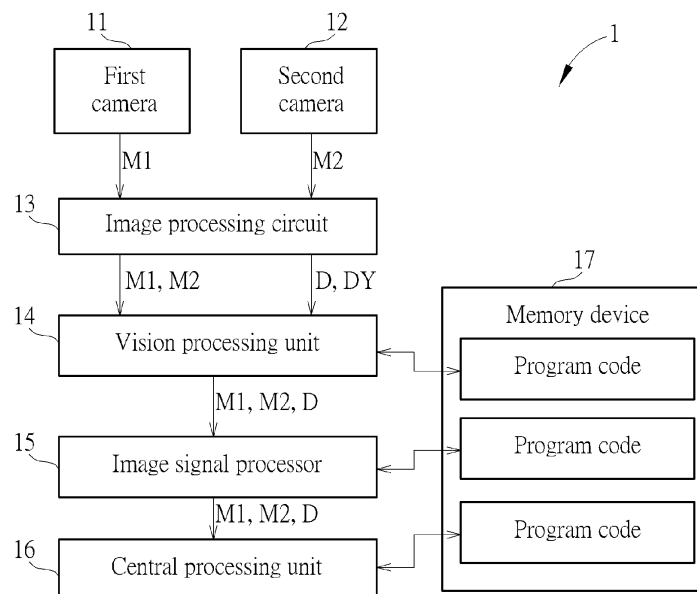 11
12
1
First
camera
Second
camera
M1
M2
13
Image processing circuit
M1, M2
D, DY
17
14
Vision processing unit
Memory device
Program code
M1, M2, D
15
Image signal processor
Program code
M1, M2, D
16
Central processing unit
Program code